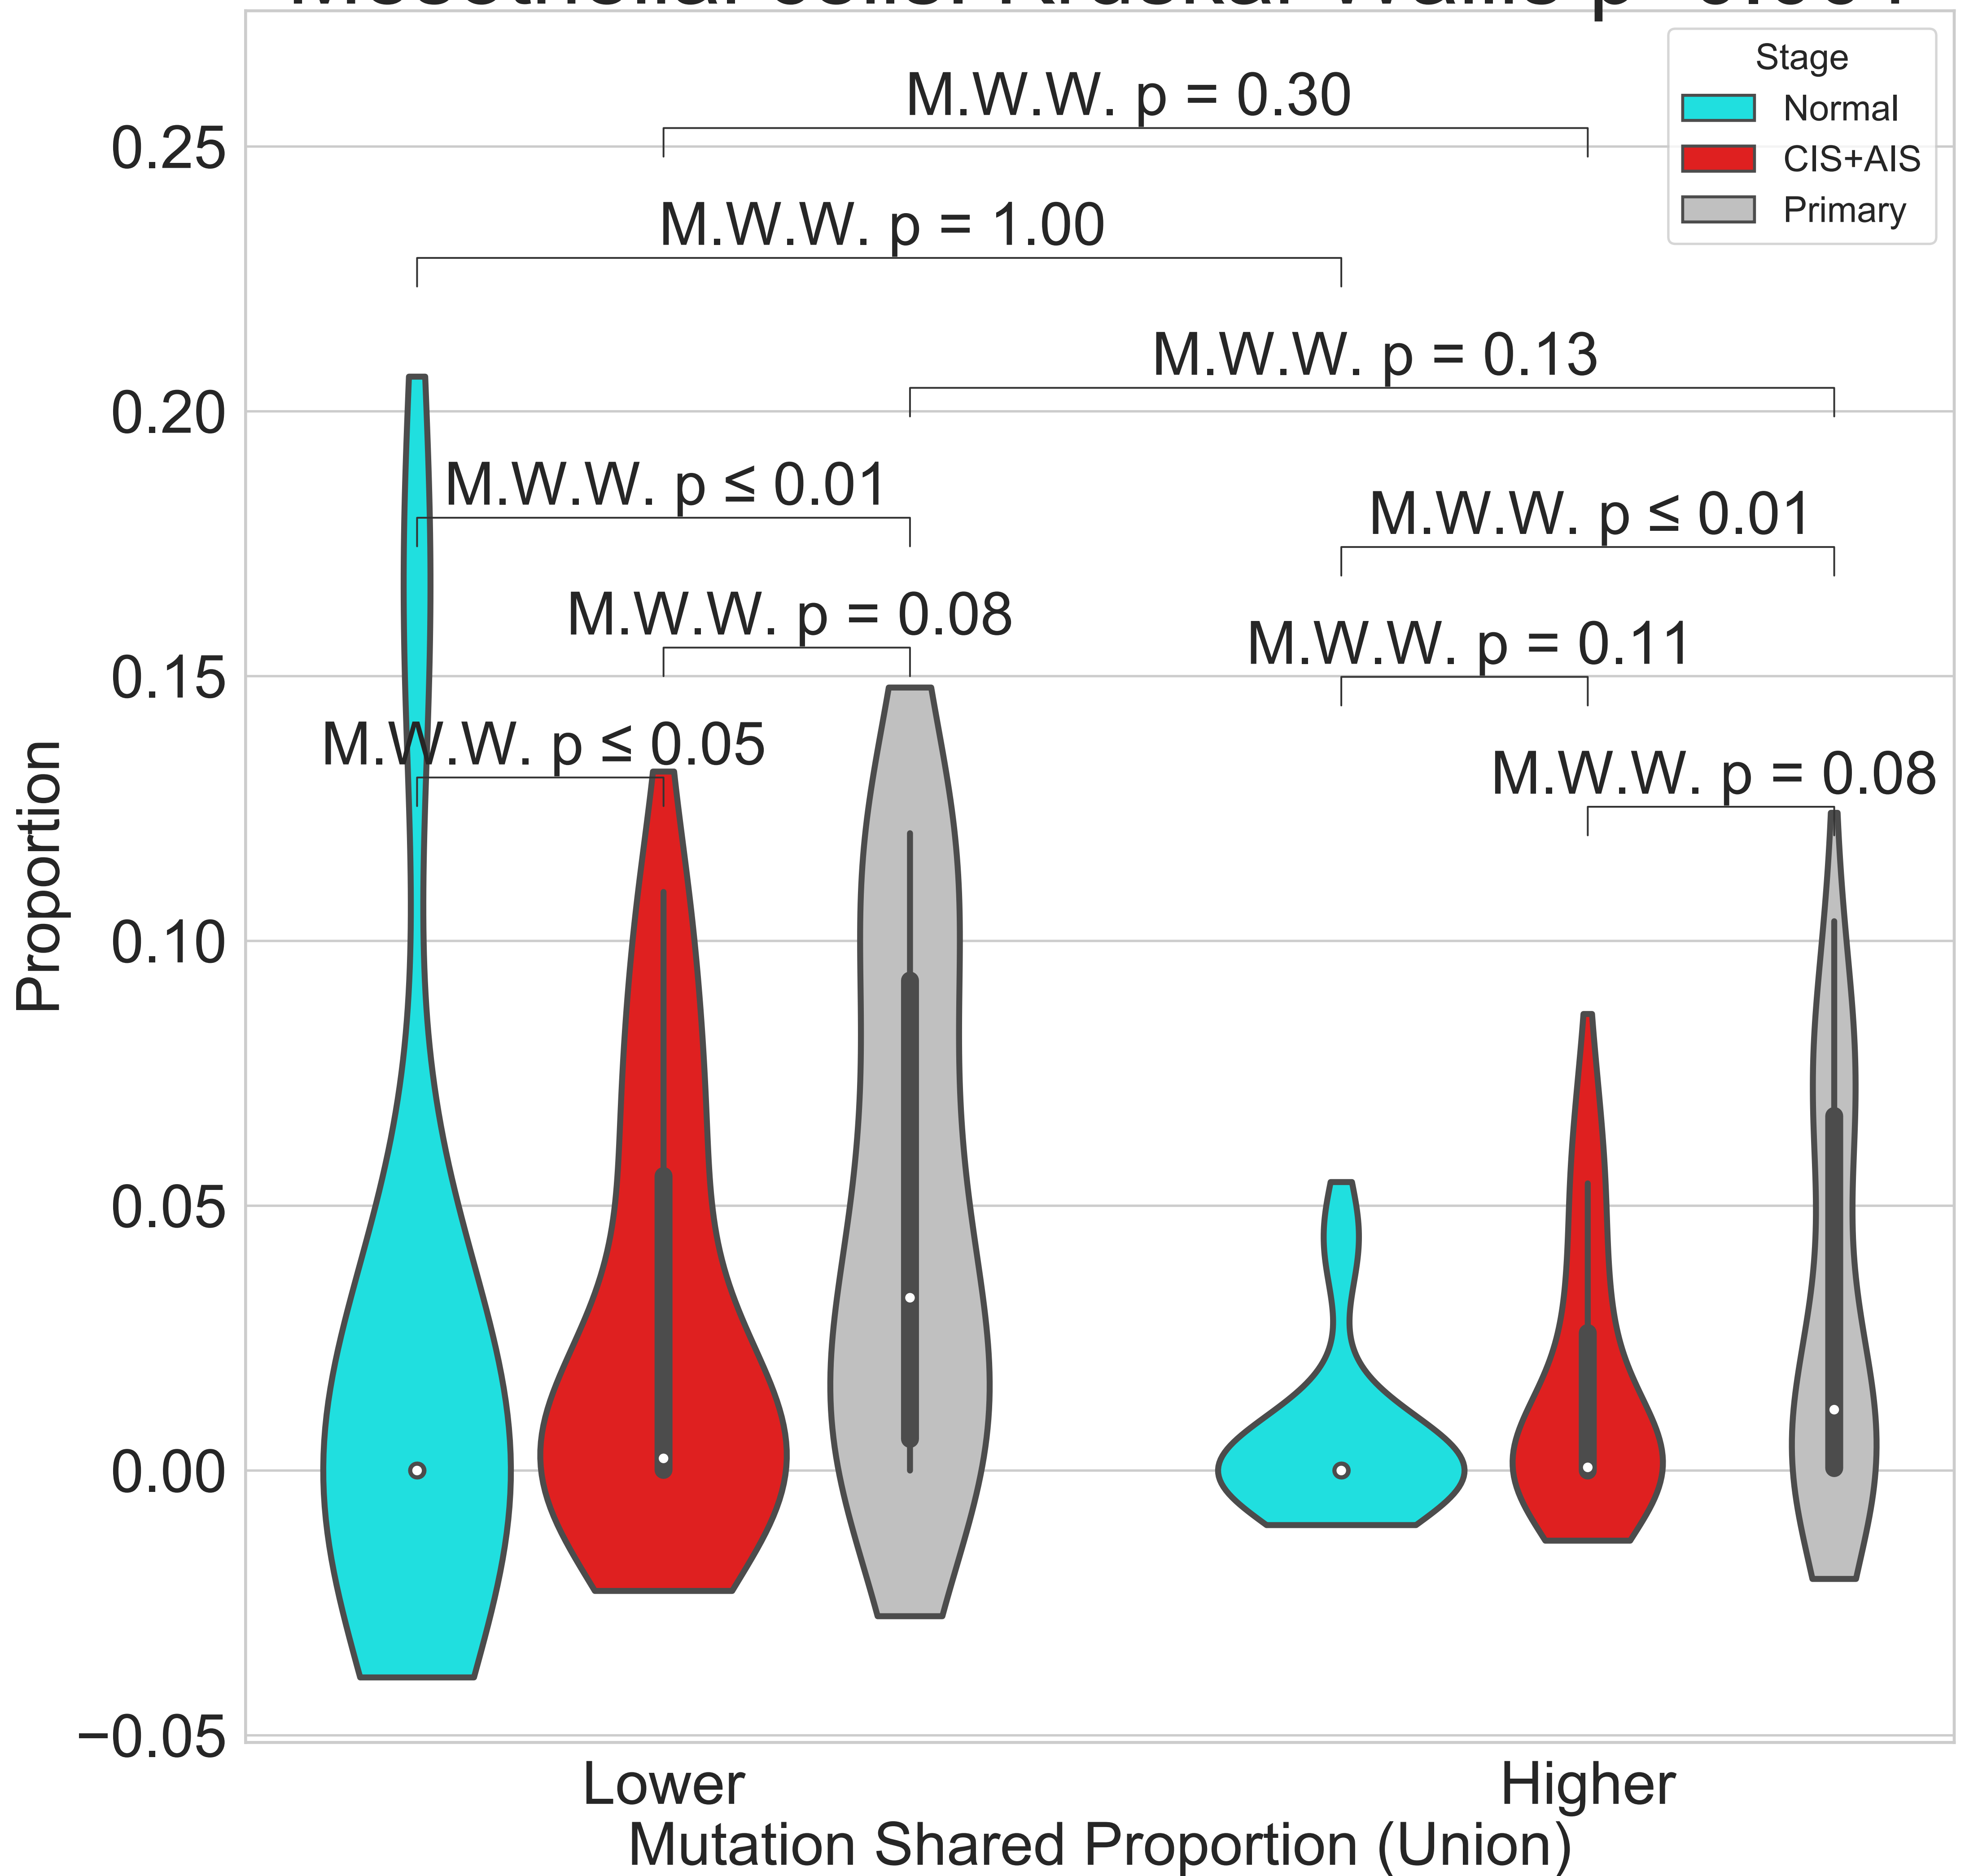 M.W.W. p = 0.30
Stage
Normal
CIS+AIS
Primary
0.25
M.W.W. p = 1.00
M.W.W. p = 0.13
0.20
M.W.W. p ≤ 0.01
M.W.W. p ≤ 0.01
M.W.W. p = 0.08
M.W.W. p = 0.11
0.15
M.W.W. p ≤ 0.05
M.W.W. p = 0.08
Proportion
0.10
0.05
0.00
−0.05
Lower
Higher
Mutation Shared Proportion (Union)